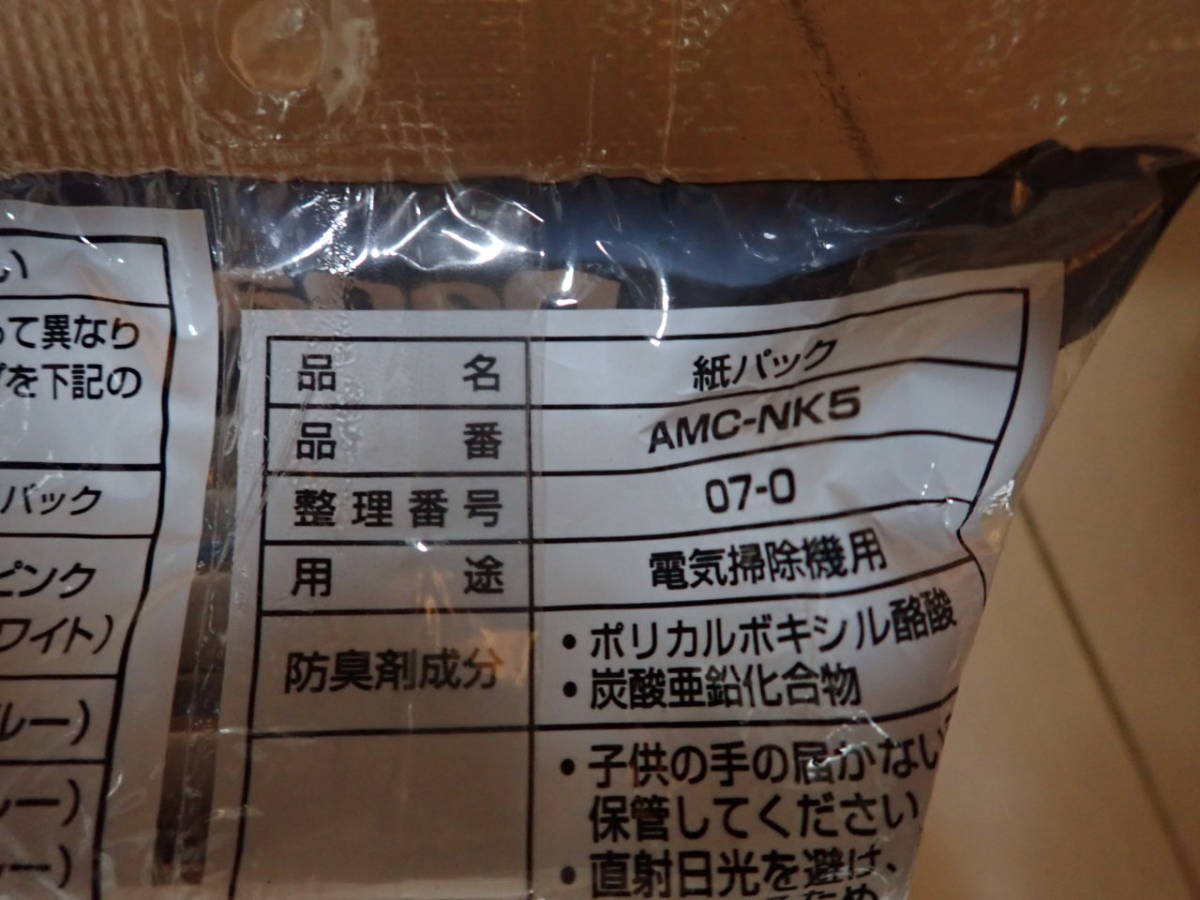 い
って異なり
を下記の
パック
ピンク
ワイト)
ルー)
ルー)
ー)
品名 紙パック
品番 AMC-NK5
整理番号 07-0
用途 電気掃除機用
防臭剤成分 ・ポリカルボキシル酪酸
・炭酸亜鉛化合物
・子供の手の届かない
保管してください
・直射日光を避け、